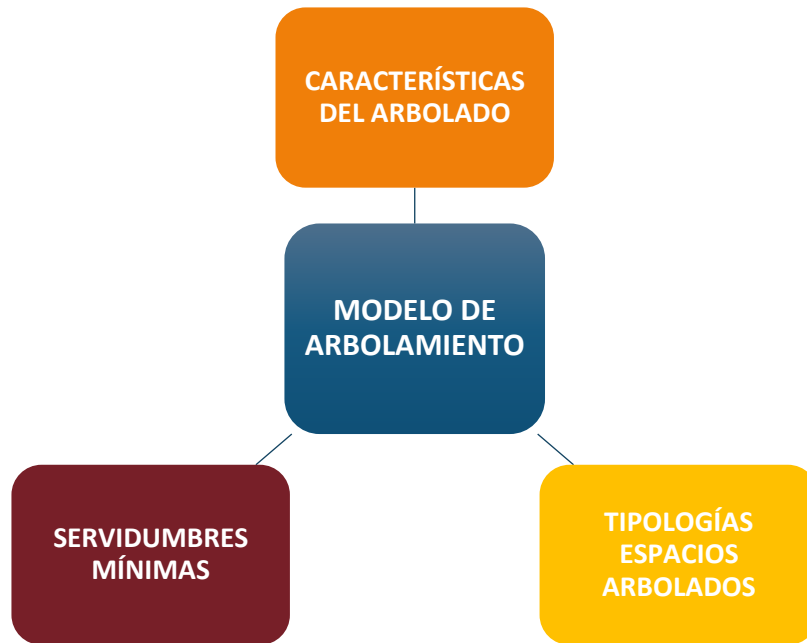 CARACTERÍSTICAS
DEL ARBOLADO
MODELO DE
ARBOLAMIENTO
SERVIDUMBRES
MÍNIMAS
TIPOLOGÍAS
ESPACIOS
ARBOLADOS